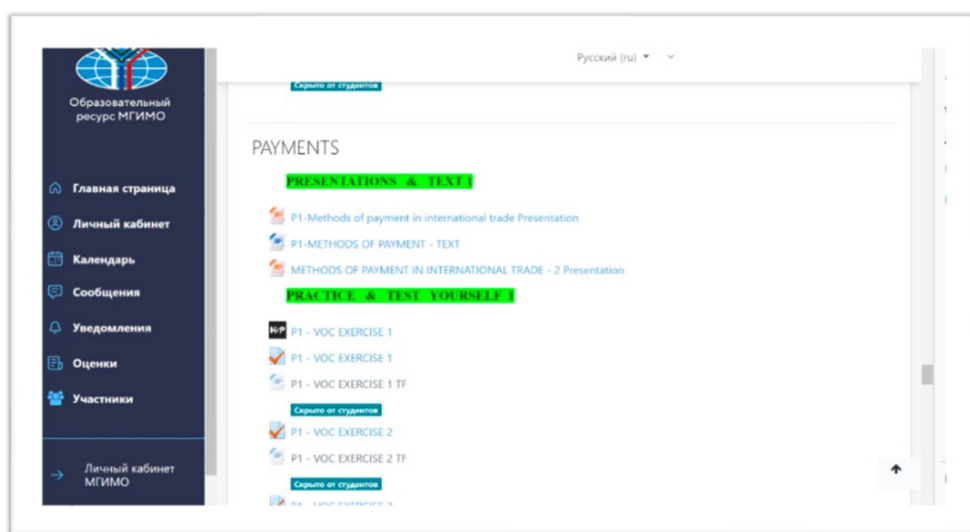 Образовательный
ресурс МГИМО
Главная страница
Личный кабинет
Календарь
Сообщения
Уведомления
Оценки
Участники
Личный кабинет
МГИМО
Русский (ru)
Скрыто от студентов
PAYMENTS
PRESENTATIONS & TEXT 1
P1-Methods of payment in international trade Presentation
P1-METHODS OF PAYMENT - TEXT
METHODS OF PAYMENT IN INTERNATIONAL TRADE - 2 Presentation
PRACTICE & TEST YOURSELF 1
H-P P1 - VOC EXERCISE 1
P1 - VOC EXERCISE 1
P1 - VOC EXERCISE 1 TF
Скрыто от студентов
P1 - VOC EXERCISE 2
P1 - VOC EXERCISE 2 TF
Скрыто от студентов
P1 - VOC EXERCISE